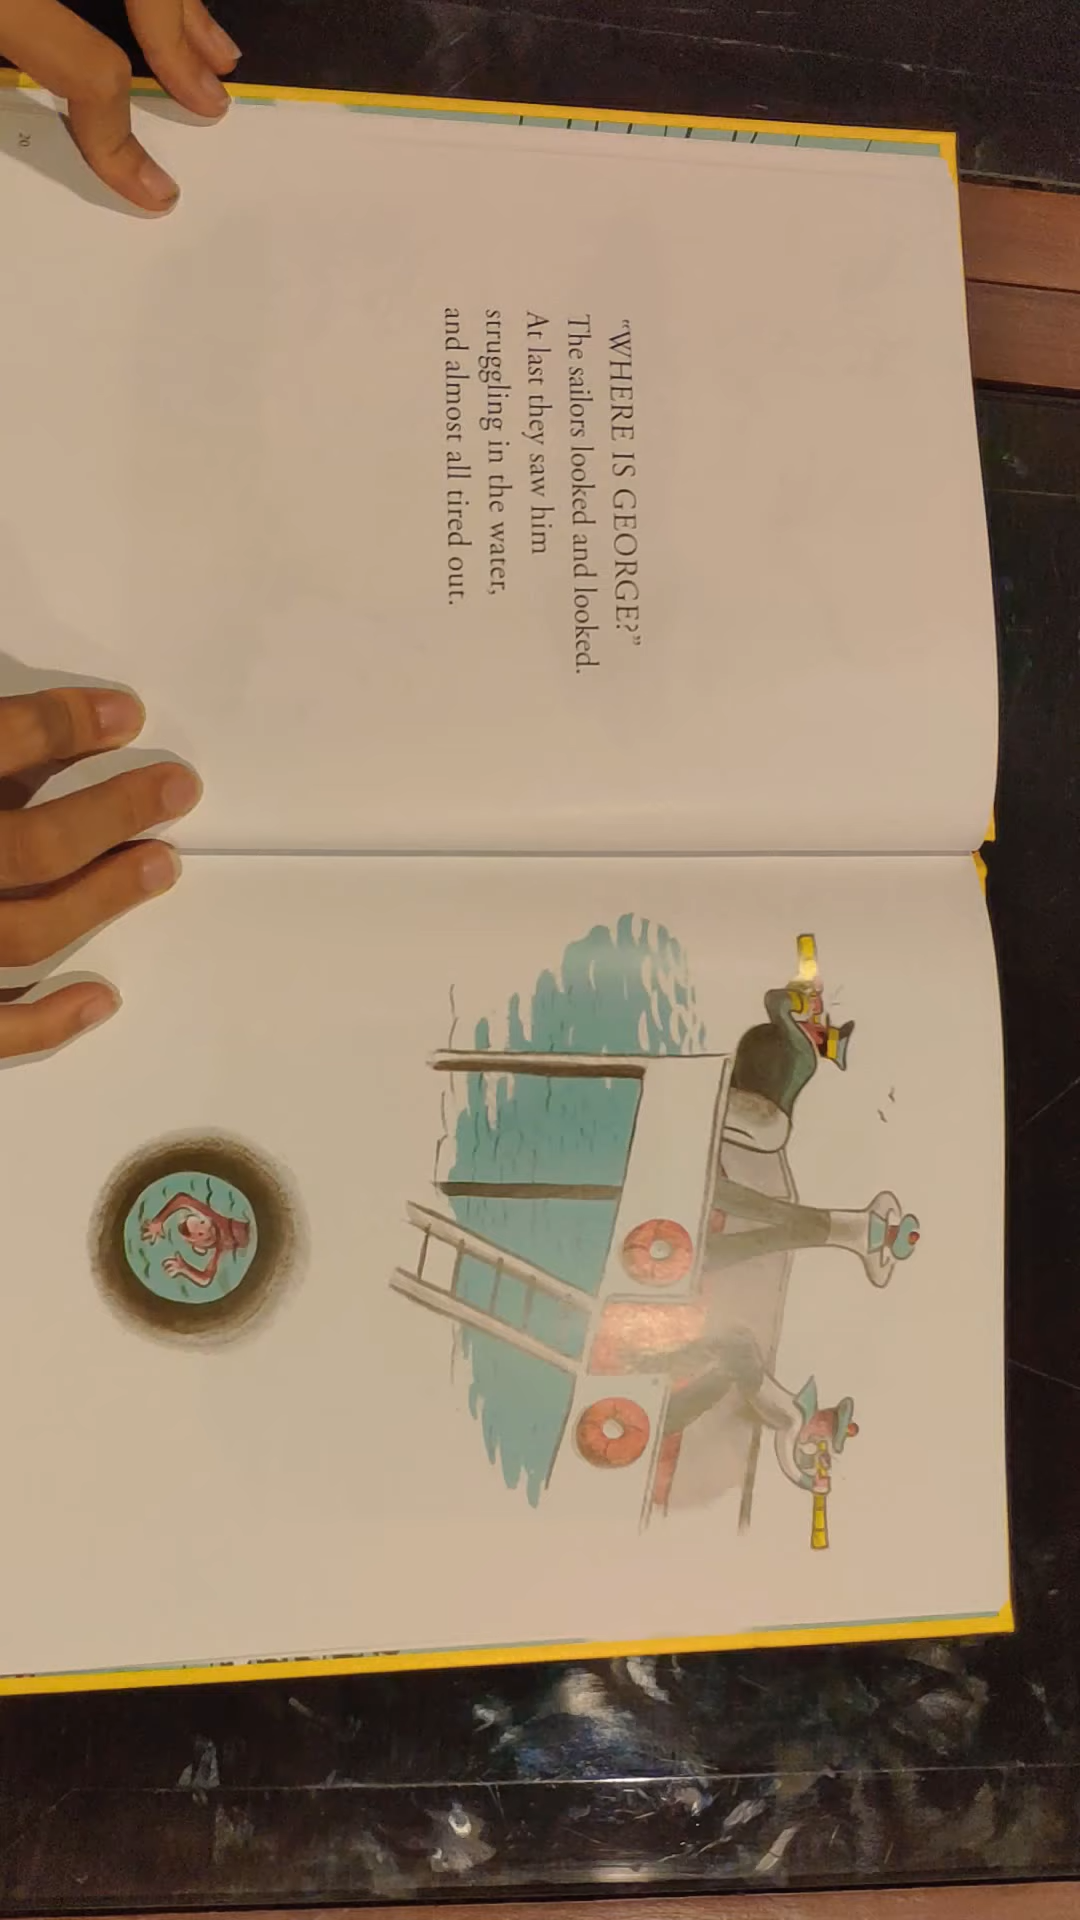 "WHERE IS GEORGE?"
The sailors looked and looked.
At last they saw him
struggling in the water,
and almost all tired out.
20